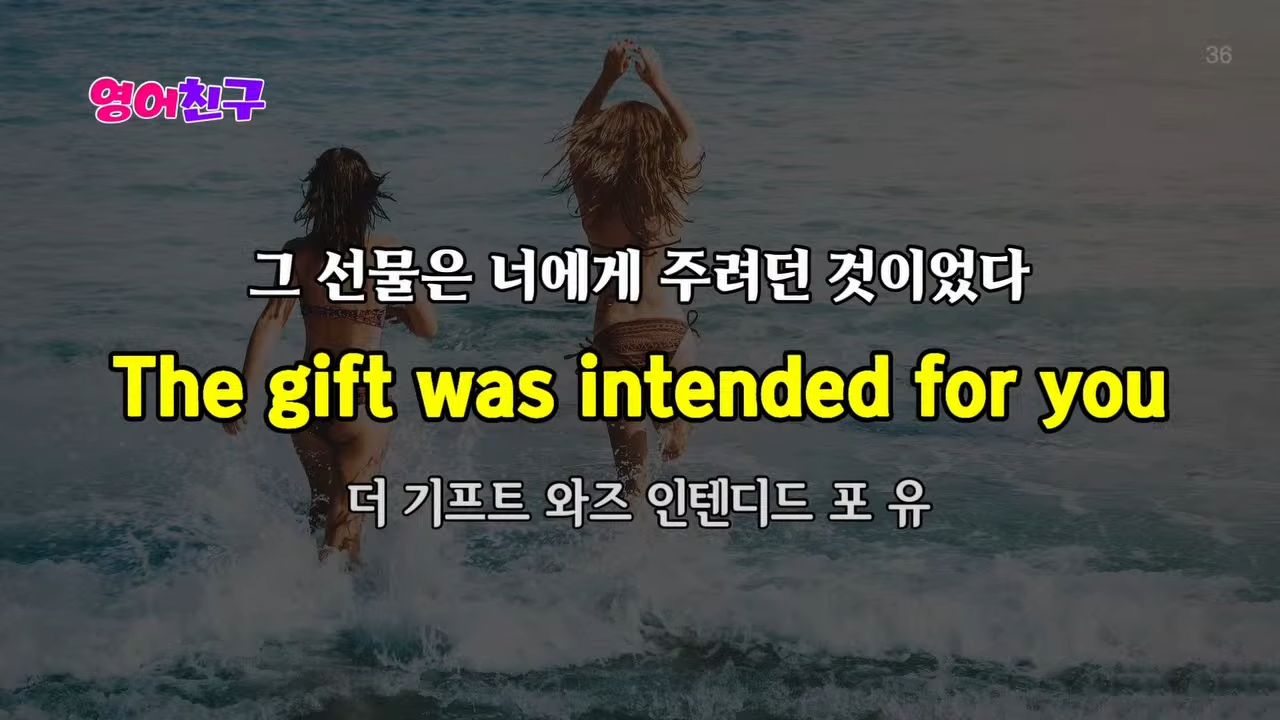 36
영어친구
그 선물은 너에게 주려던 것이었다
The gift was intended for you
더 기프트 와즈 인텐디드 포 유